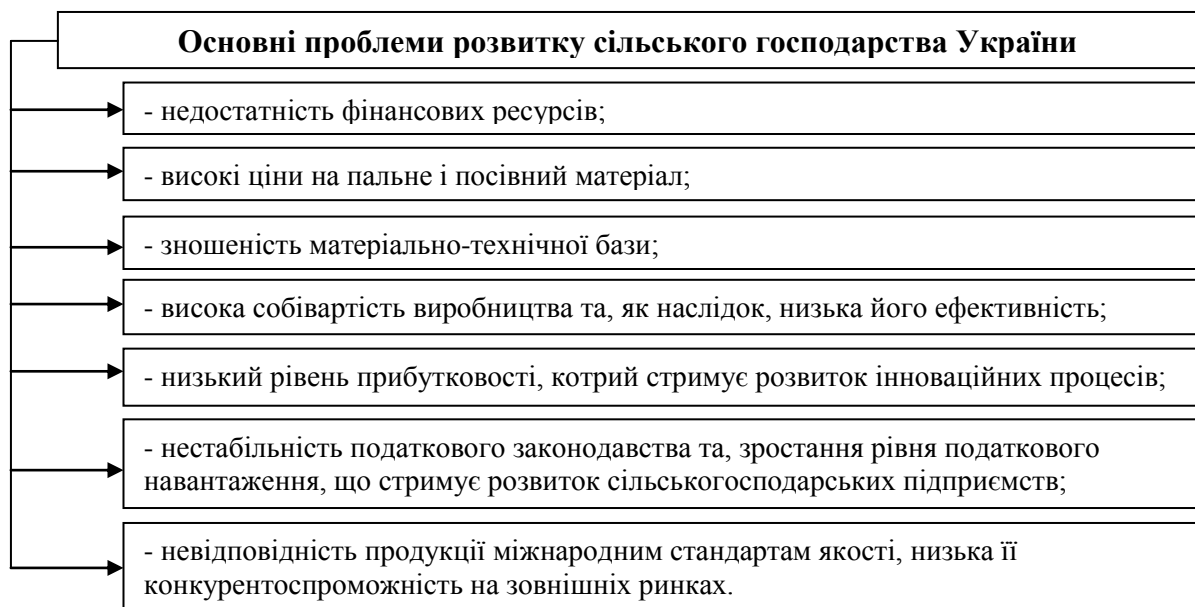 Основні проблеми розвитку сільського господарства України
- недостатність фінансових ресурсів;
- високі ціни на пальне і посівний матеріал;
- зношеність матеріально-технічної бази;
- висока собівартість виробництва та, як наслідок, низька його ефективність;
- низький рівень прибутковості, котрий стримує розвиток інноваційних процесів;
- нестабільність податкового законодавства та, зростання рівня податкового
навантаження, що стримує розвиток сільськогосподарських підприємств;
- невідповідність продукції міжнародним стандартам якості, низька її
конкурентоспроможність на зовнішніх ринках.